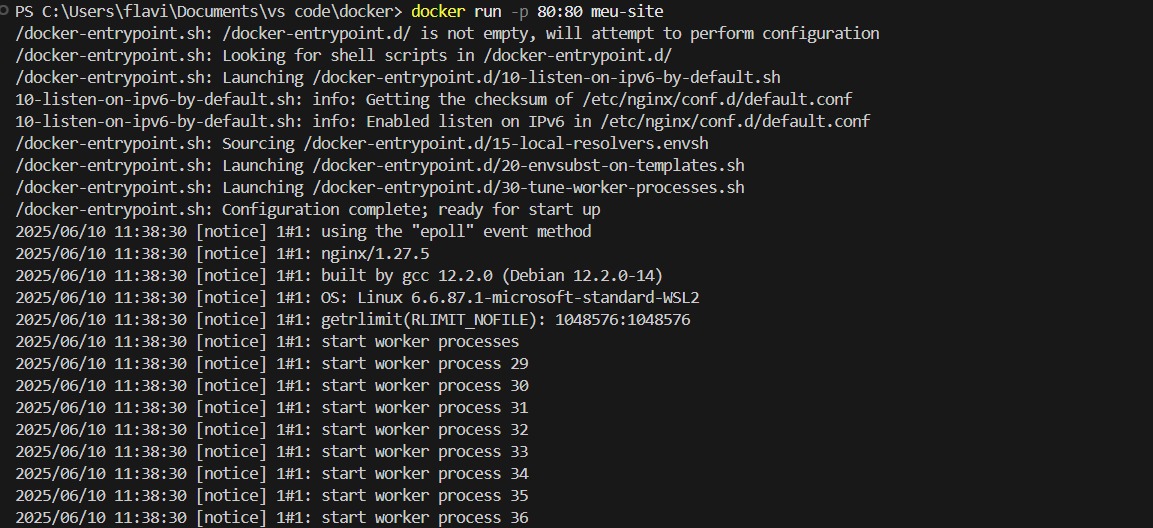 PS C:\Users\flavi\Documents\vs code\docker> docker run -p 80:80 meu-site
/docker-entrypoint.sh: /docker-entrypoint.d/ is not empty, will attempt to perform configuration
/docker-entrypoint.sh: Looking for shell scripts in /docker-entrypoint.d/
/docker-entrypoint.sh: Launching /docker-entrypoint.d/10-listen-on-ipv6-by-default.sh
10-listen-on-ipv6-by-default.sh: info: Getting the checksum of /etc/nginx/conf.d/default.conf
10-listen-on-ipv6-by-default.sh: info: Enabled listen on IPv6 in /etc/nginx/conf.d/default.conf
/docker-entrypoint.sh: Sourcing /docker-entrypoint.d/15-local-resolvers.envsh
/docker-entrypoint.sh: Launching /docker-entrypoint.d/20-envsubst-on-templates.sh
/docker-entrypoint.sh: Launching /docker-entrypoint.d/30-tune-worker-processes.sh
/docker-entrypoint.sh: Configuration complete; ready for start up
2025/06/10 11:38:30 [notice] 1#1: using the "epoll" event method
2025/06/10 11:38:30 [notice] 1#1: nginx/1.27.5
2025/06/10 11:38:30 [notice] 1#1: built by gcc 12.2.0 (Debian 12.2.0-14)
2025/06/10 11:38:30 [notice] 1#1: OS: Linux 6.6.87.1-microsoft-standard-WSL2
2025/06/10 11:38:30 [notice] 1#1: getrlimit(RLIMIT_NOFILE): 1048576:1048576
2025/06/10 11:38:30 [notice] 1#1: start worker processes
2025/06/10 11:38:30 [notice] 1#1: start worker process 29
2025/06/10 11:38:30 [notice] 1#1: start worker process 30
2025/06/10 11:38:30 [notice] 1#1: start worker process 31
2025/06/10 11:38:30 [notice] 1#1: start worker process 32
2025/06/10 11:38:30 [notice] 1#1: start worker process 33
2025/06/10 11:38:30 [notice] 1#1: start worker process 34
2025/06/10 11:38:30 [notice] 1#1: start worker process 35
2025/06/10 11:38:30 [notice] 1#1: start worker process 36